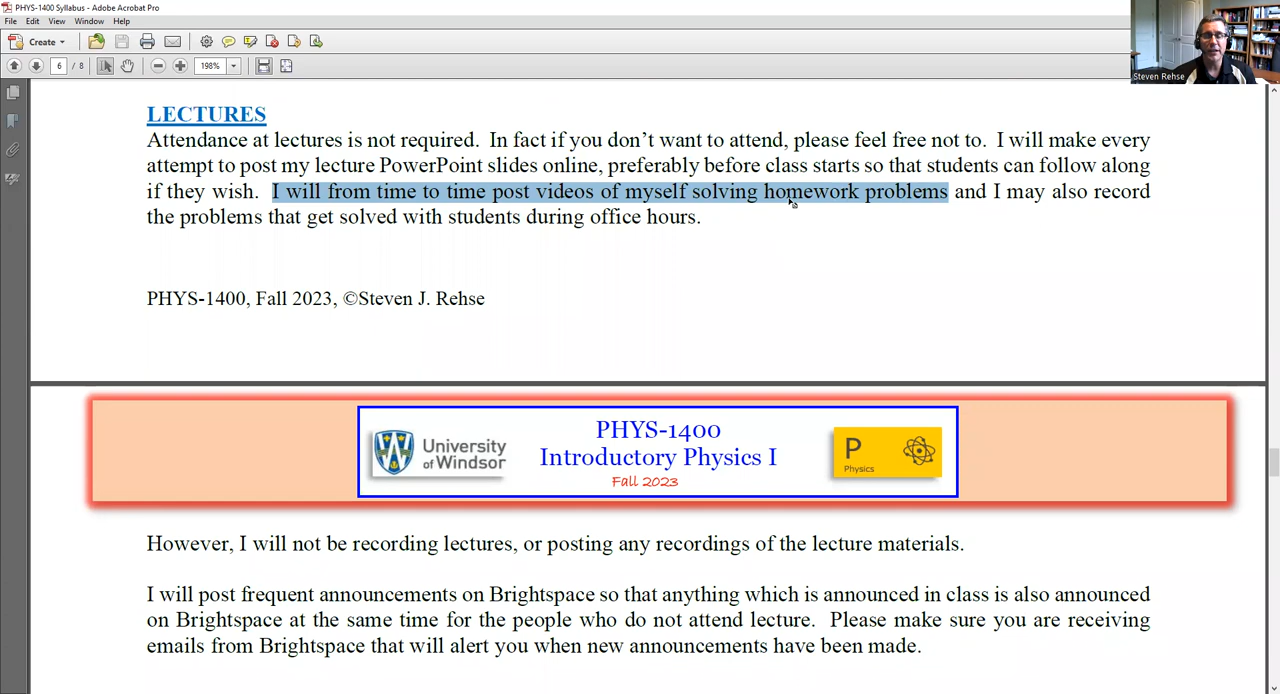 PHYS-1400 Syllabus - Adobe Acrobat Pro
File Edit View Window Help
Create
6 / 8
198%
Steven Rehse
LECTURES
Attendance at lectures is not required. In fact if you don't want to attend, please feel free not to. I will make every
attempt to post my lecture PowerPoint slides online, preferably before class starts so that students can follow along
if they wish. I will from time to time post videos of myself solving homework problems and I may also record
the problems that get solved with students during office hours.
PHYS-1400, Fall 2023, ©Steven J. Rehse
University
of Windsor
PHYS-1400
Introductory Physics I
Fall 2023
P
Physics
However, I will not be recording lectures, or posting any recordings of the lecture materials.
I will post frequent announcements on Brightspace so that anything which is announced in class is also announced
on Brightspace at the same time for the people who do not attend lecture. Please make sure you are receiving
emails from Brightspace that will alert you when new announcements have been made.